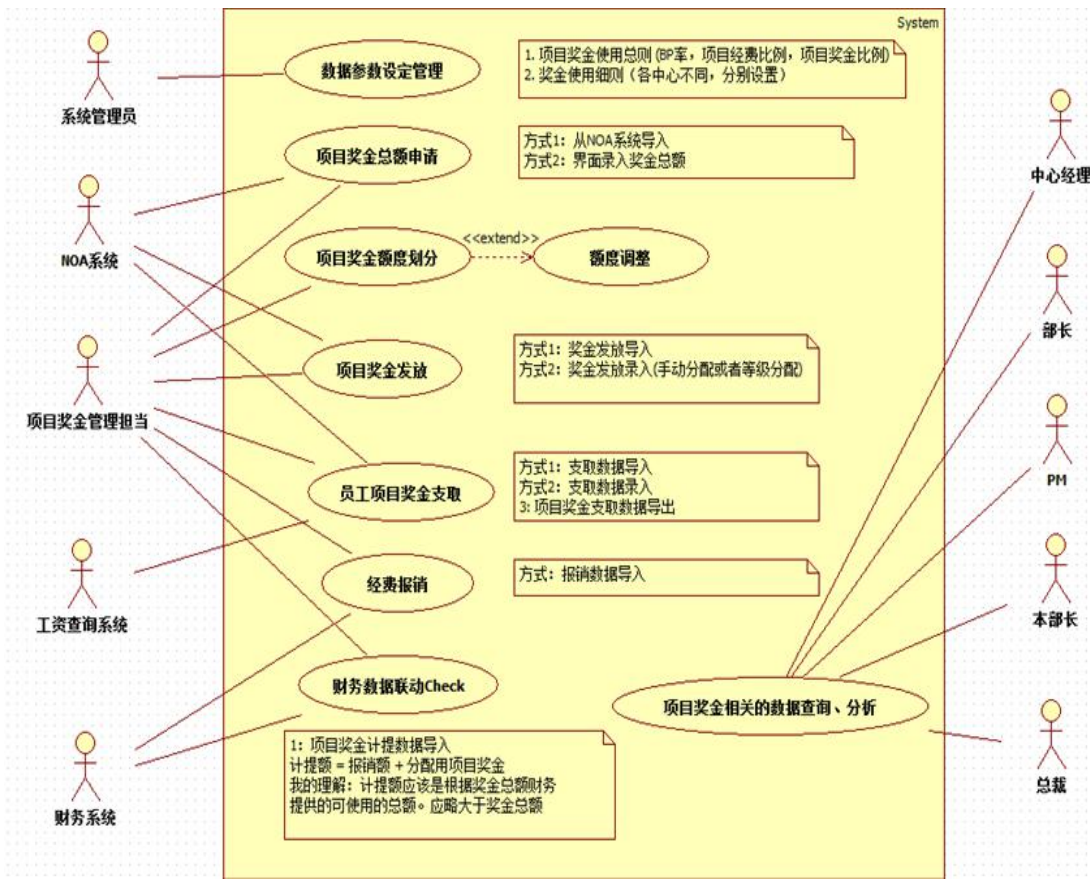 System
系统管理员
数据参数设定管理
1. 项目奖金使用总则(BP率，项目经费比例，项目奖金比例)
2. 奖金使用细则（各中心不同，分别设置）
项目奖金总额申请
方式1：从NOA系统导入
方式2：界面录入奖金总额
中心经理
NOA系统
项目奖金额度划分
<<extend>>
额度调整
部长
项目奖金管理担当
项目奖金发放
方式1：奖金发放导入
方式2：奖金发放录入(手动分配或者等级分配)
PM
员工项目奖金支取
方式1：支取数据导入
方式2：支取数据录入
3:项目奖金支取数据导出
工资查询系统
经费报销
方式：报销数据导入
本部长
财务数据联动Check
项目奖金相关的数据查询、分析
1：项目奖金计提数据导入
计提额 = 报销额 + 分配用项目奖金
我的理解：计提额应该是根据奖金总额财务
提供的可使用的总额。应略大于奖金总额
财务系统
总裁